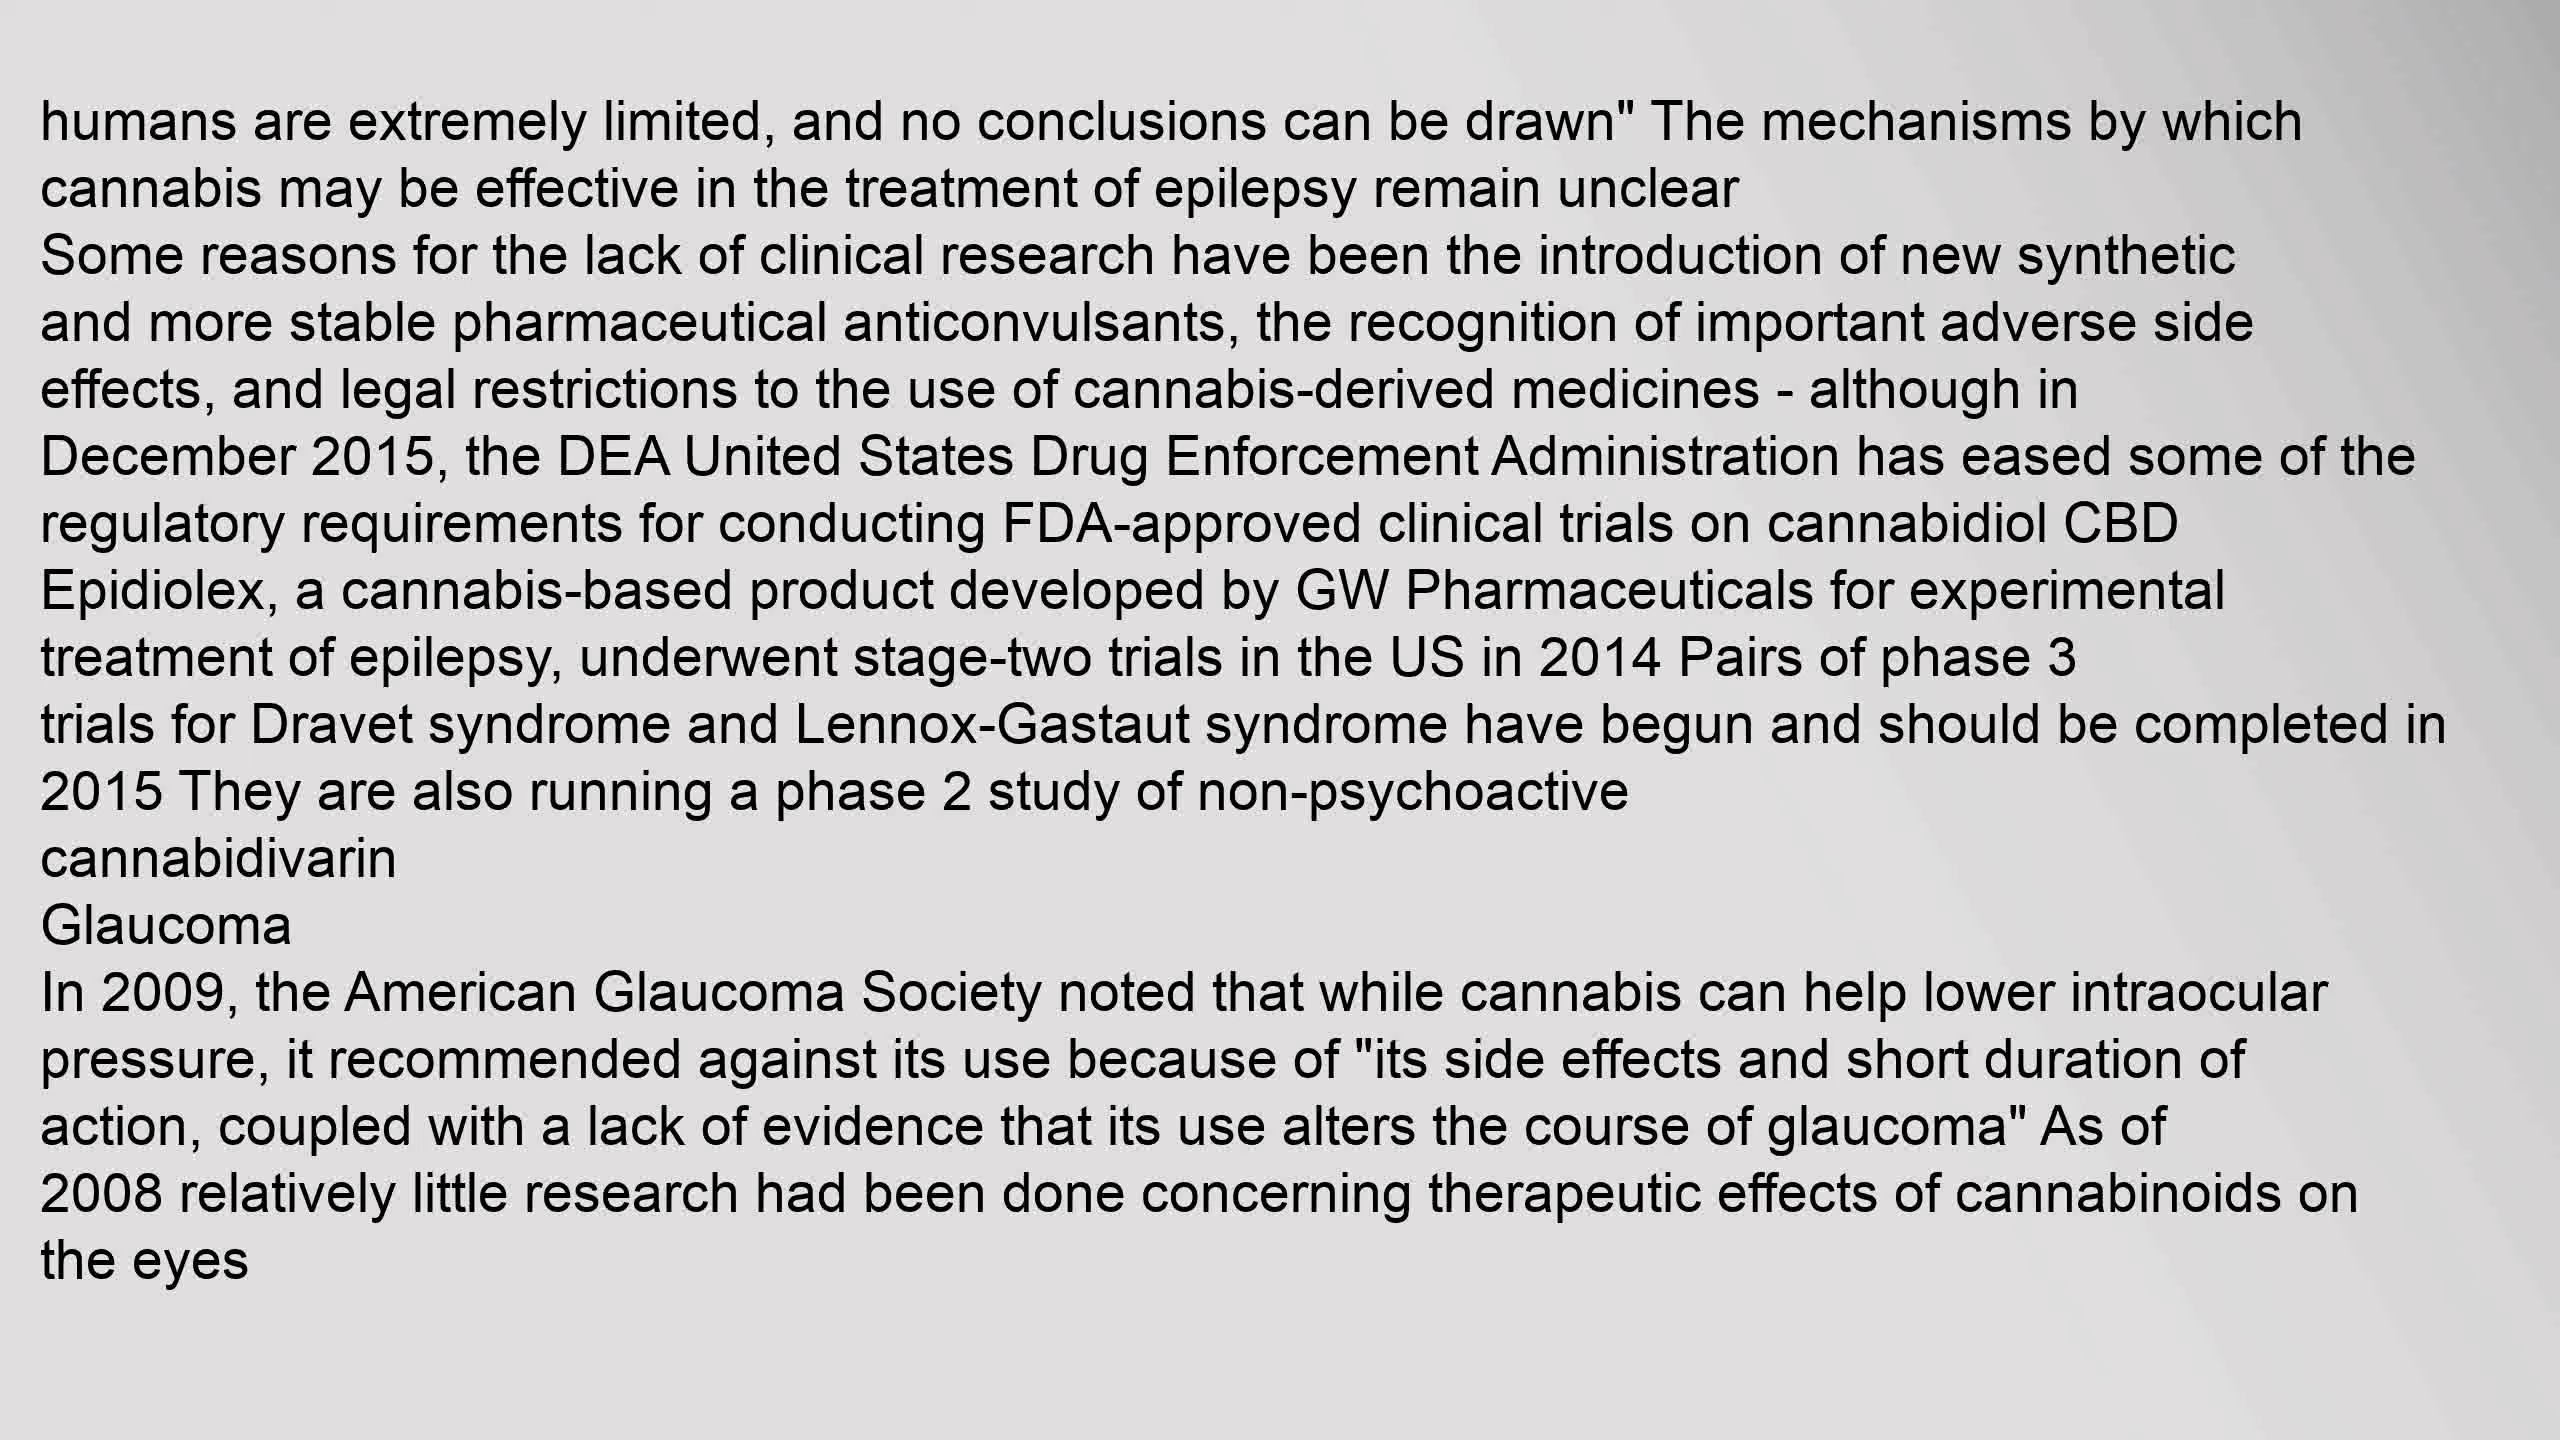 humans are extremely limited, and no conclusions can be drawn" The mechanisms by which
cannabis may be effective in the treatment of epilepsy remain unclear
Some reasons for the lack of clinical research have been the introduction of new synthetic
and more stable pharmaceutical anticonvulsants, the recognition of important adverse side
effects, and legal restrictions to the use of cannabis-derived medicines - although in
December 2015, the DEA United States Drug Enforcement Administration has eased some of the
regulatory requirements for conducting FDA-approved clinical trials on cannabidiol CBD
Epidiolex, a cannabis-based product developed by GW Pharmaceuticals for experimental
treatment of epilepsy, underwent stage-two trials in the US in 2014 Pairs of phase 3
trials for Dravet syndrome and Lennox-Gastaut syndrome have begun and should be completed in
2015 They are also running a phase 2 study of non-psychoactive
cannabidivarin
Glaucoma
In 2009, the American Glaucoma Society noted that while cannabis can help lower intraocular
pressure, it recommended against its use because of "its side effects and short duration of
action, coupled with a lack of evidence that its use alters the course of glaucoma" As of
2008 relatively little research had been done concerning therapeutic effects of cannabinoids on
the eyes